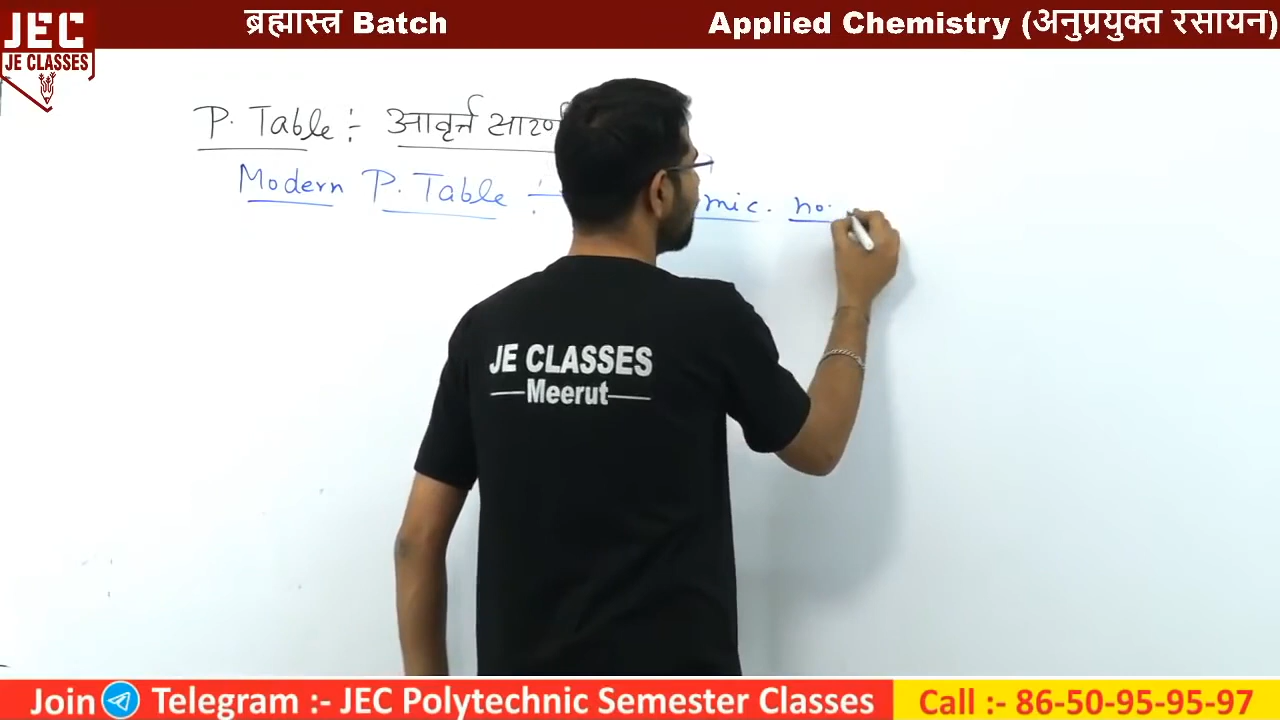 JEC
JE CLASSES
ब्रह्मास्त्र Batch
Applied Chemistry (अनुप्रयुक्त रसायन)
P. Table :- आवृर्त्त
Modern P. Table :- no.
JE CLASSES
Meerut
Join Telegram :- JEC Polytechnic Semester Classes
Call :- 86-50-95-95-97